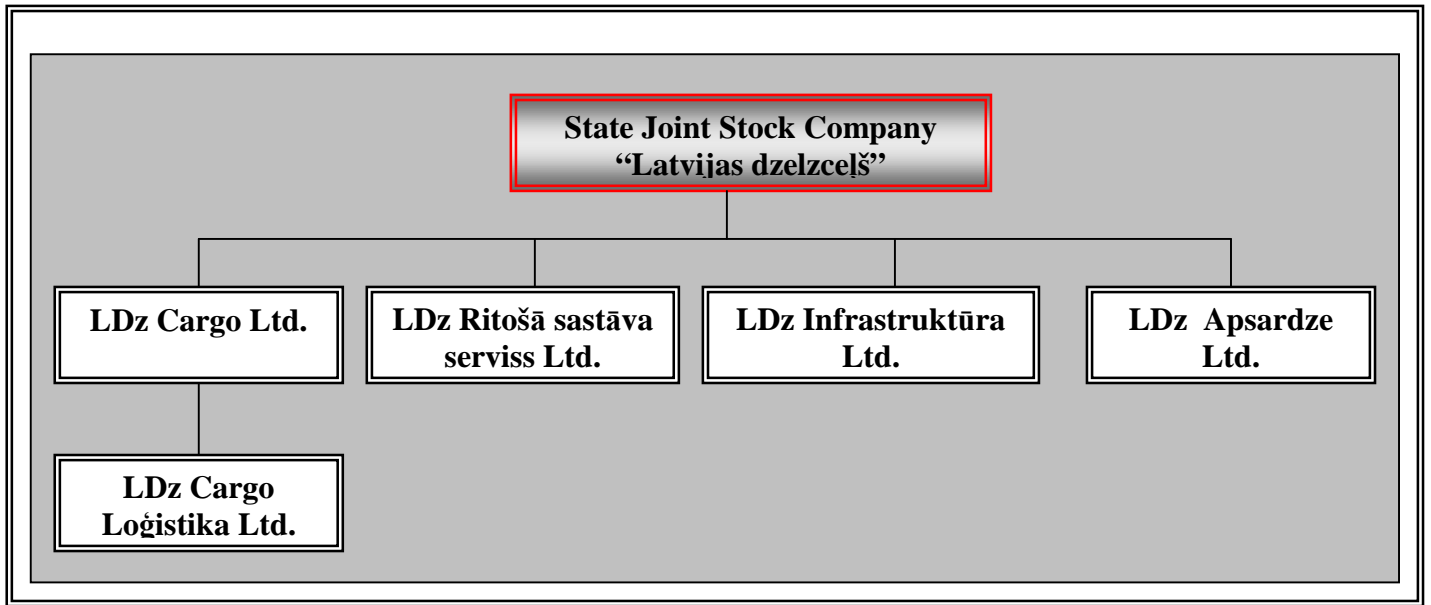 State Joint Stock Company
“Latvijas dzelzceļš”
LDz Cargo Ltd.
LDz Ritošā sastāva
serviss Ltd.
LDz Infrastruktūra
Ltd.
LDz Apsardze
Ltd.
LDz Cargo
Loģistika Ltd.